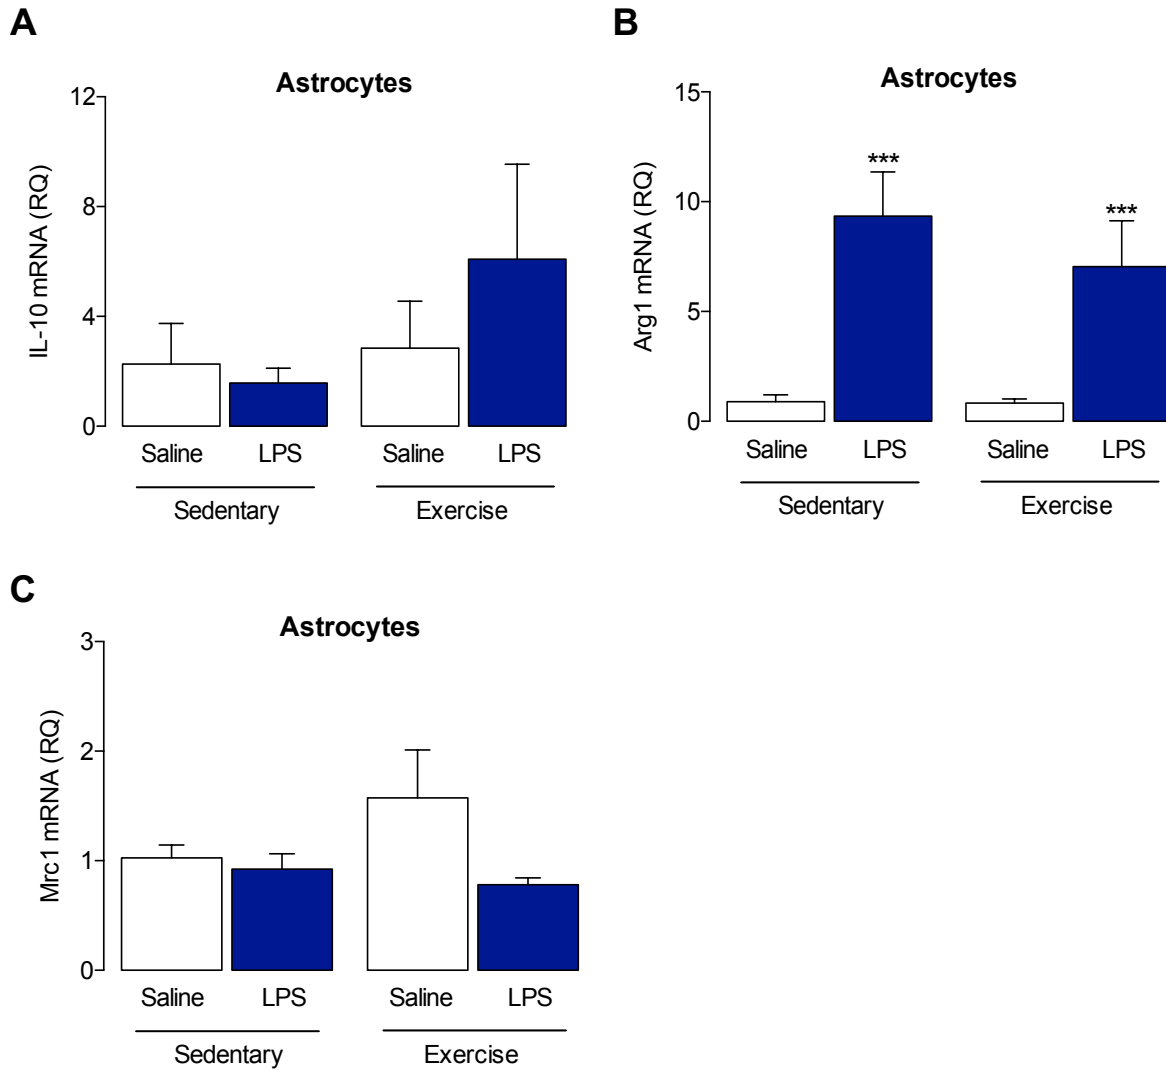 A
Astrocytes
IL-10 mRNA (RQ)
12
8
4
0
Saline LPS Saline LPS
Sedentary Exercise
B
Astrocytes
Arg1 mRNA (RQ)
15
10
5
0
***
***
Saline LPS Saline LPS
Sedentary Exercise
C
Astrocytes
Mrc1 mRNA (RQ)
3
2
1
0
Saline LPS Saline LPS
Sedentary Exercise